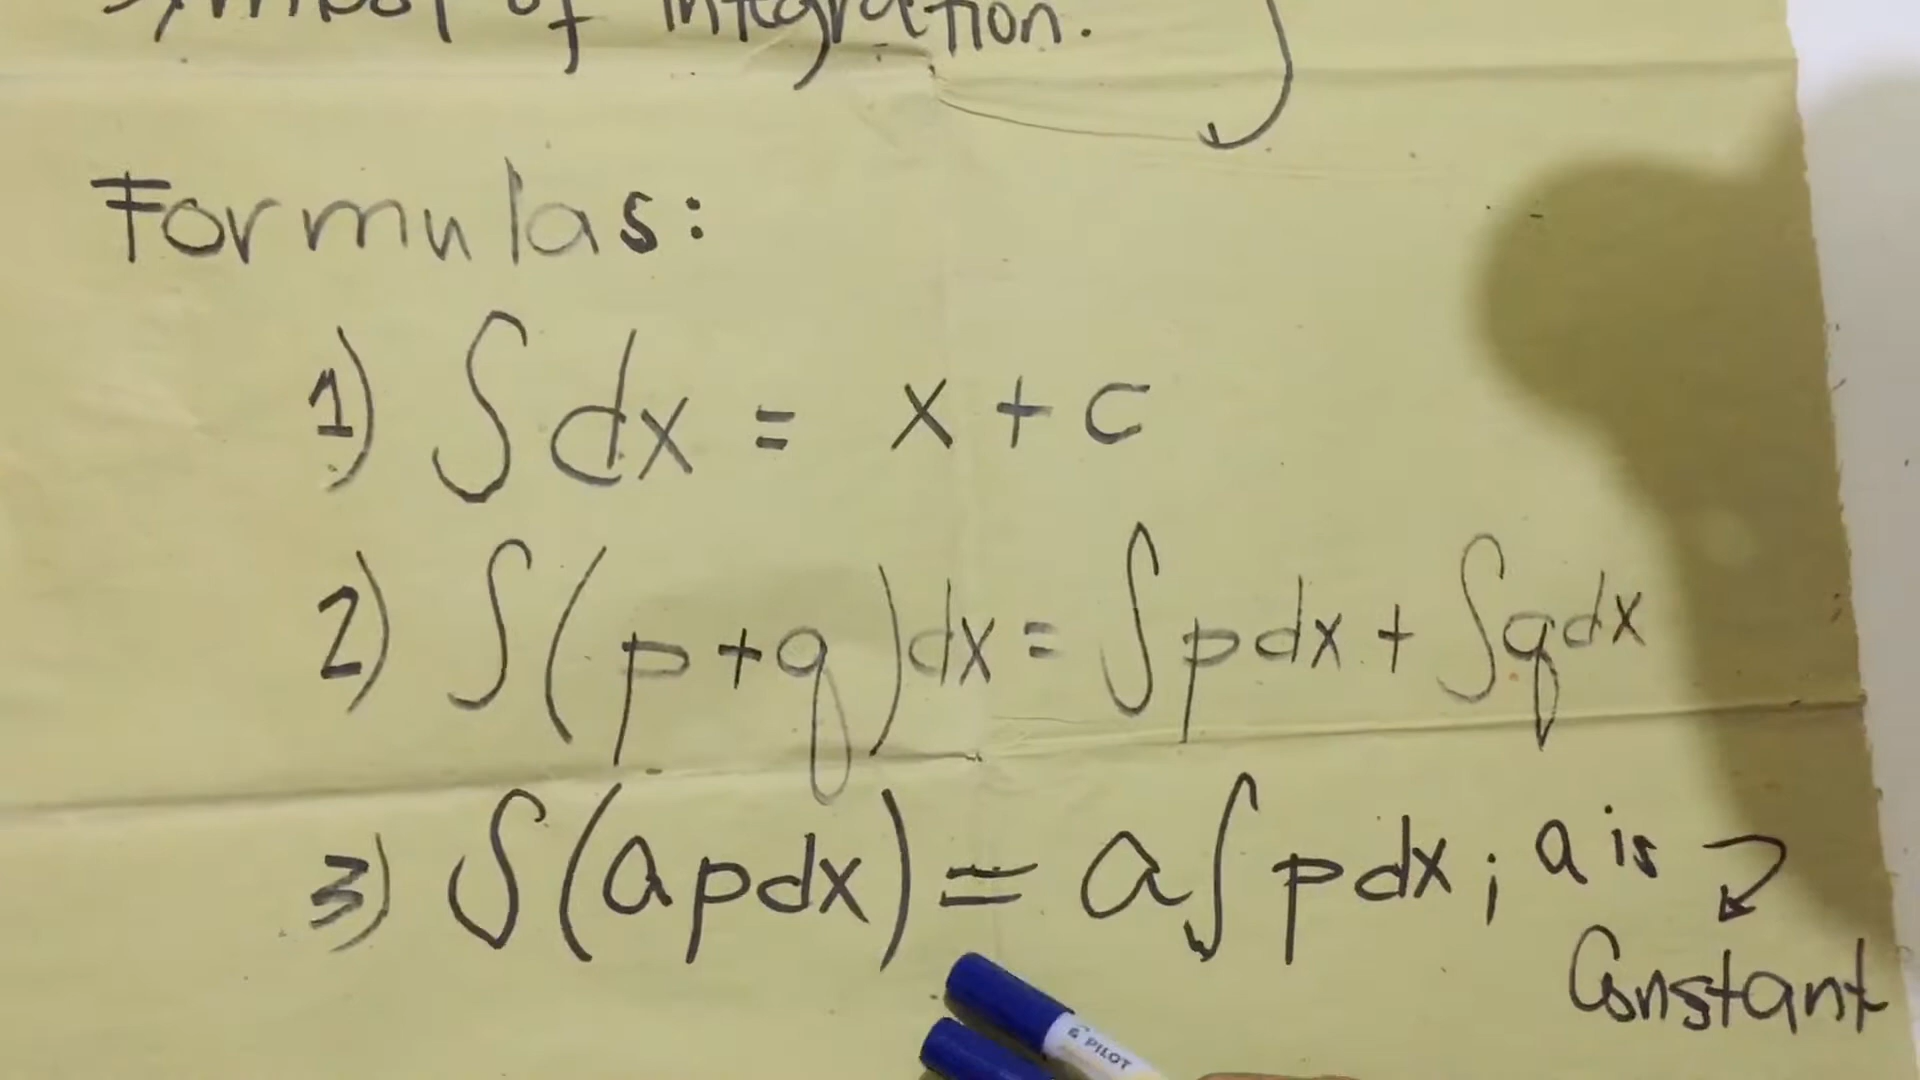 symbol of integration.
Formulas:
1) ∫dx = x + c
2) ∫(p+q)dx = ∫pdx + ∫qdx
3) ∫(apdx) = a∫pdx; a is
Constant
PILOT